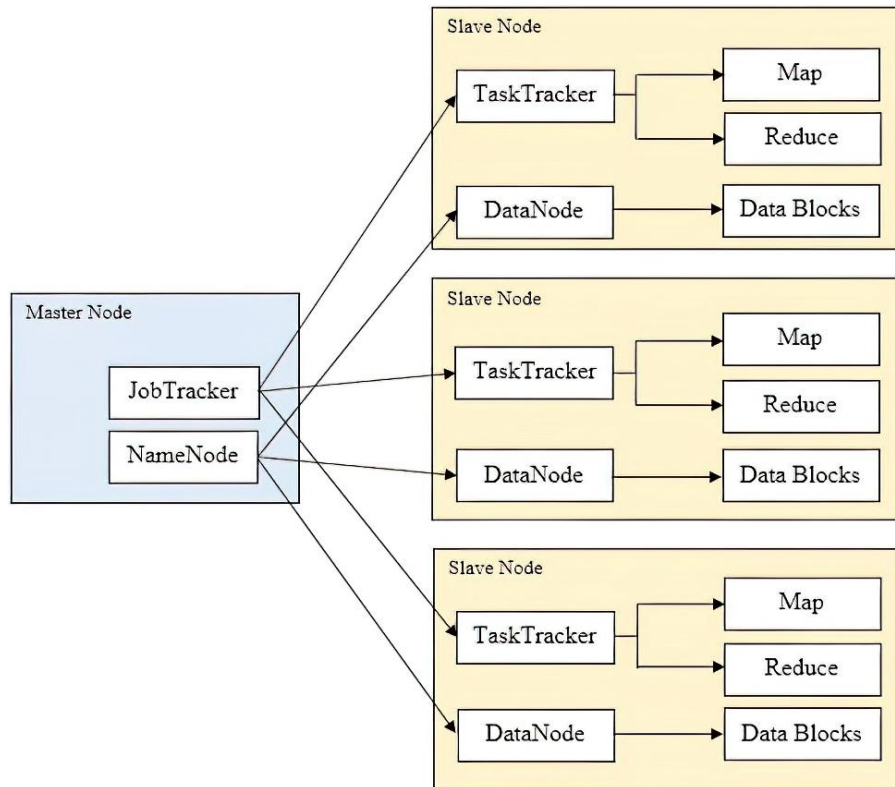 Slave Node
TaskTracker
Map
Reduce
DataNode
Data Blocks
Master Node
JobTracker
NameNode
Slave Node
TaskTracker
Map
Reduce
DataNode
Data Blocks
Slave Node
TaskTracker
Map
Reduce
DataNode
Data Blocks